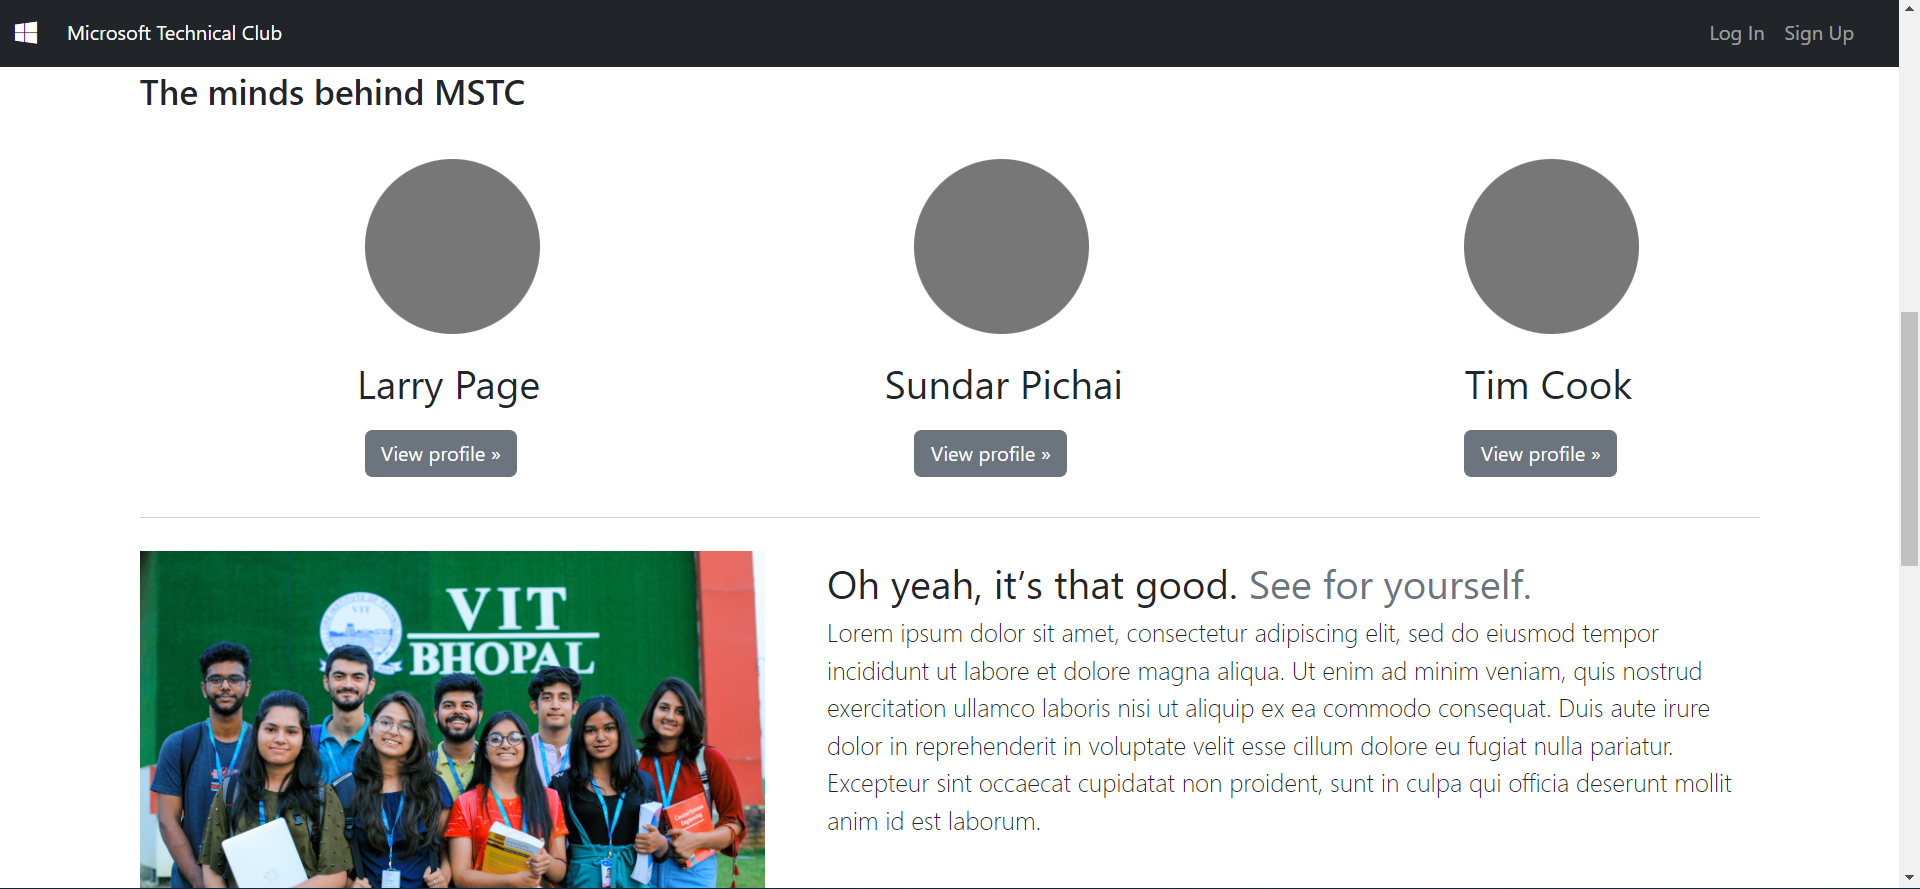 Microsoft Technical Club
Log In Sign Up
The minds behind MSTC
Larry Page
Sundar Pichai
Tim Cook
View profile »
View profile »
View profile »
VIT
BHOPAL
Oh yeah, it’s that good. See for yourself.
Lorem ipsum dolor sit amet, consectetur adipiscing elit, sed do eiusmod tempor
incididunt ut labore et dolore magna aliqua. Ut enim ad minim veniam, quis nostrud
exercitation ullamco laboris nisi ut aliquip ex ea commodo consequat. Duis aute irure
dolor in reprehenderit in voluptate velit esse cillum dolore eu fugiat nulla pariatur.
Excepteur sint occaecat cupidatat non proident, sunt in culpa qui officia deserunt mollit
anim id est laborum.